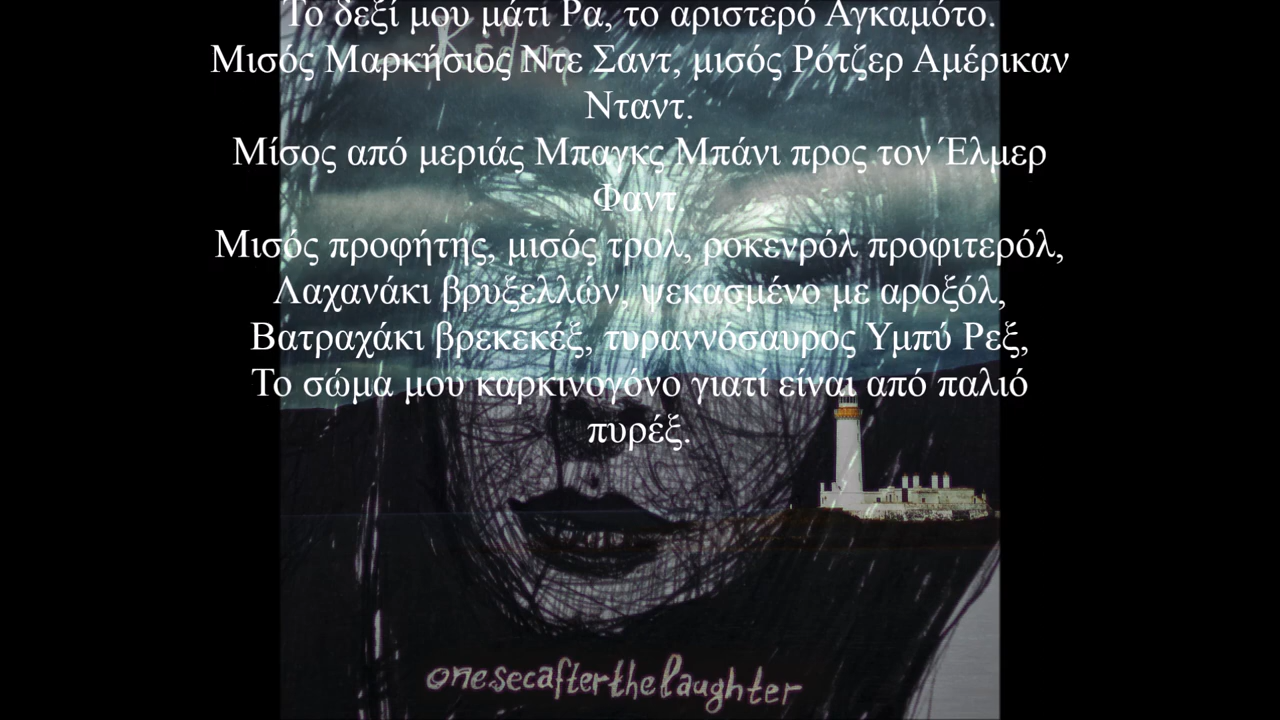 Το δεξί μου μάτι Ρα, το αριστερό Αγκαμότο.
Μισός Μαρκήσιος Ντε Σαντ, μισός Ρότζερ Αμέρικαν
Νταντ.
Μίσος από μεριάς Μπαγκς Μπάνι προς τον Έλμερ
Φαντ.
Μισός προφήτης, μισός τρολ, ροκενρόλ προφιτερόλ,
Λαχανάκι βρυξελλών, ψεκασμένο με αροξόλ,
Βατραχάκι βρεκεκέξ, τυραννόσαυρος Υμπύ Ρεξ,
Το σώμα μου καρκινογόνο γιατί είναι από παλιό
πυρέξ.
onesecafterthelaughter